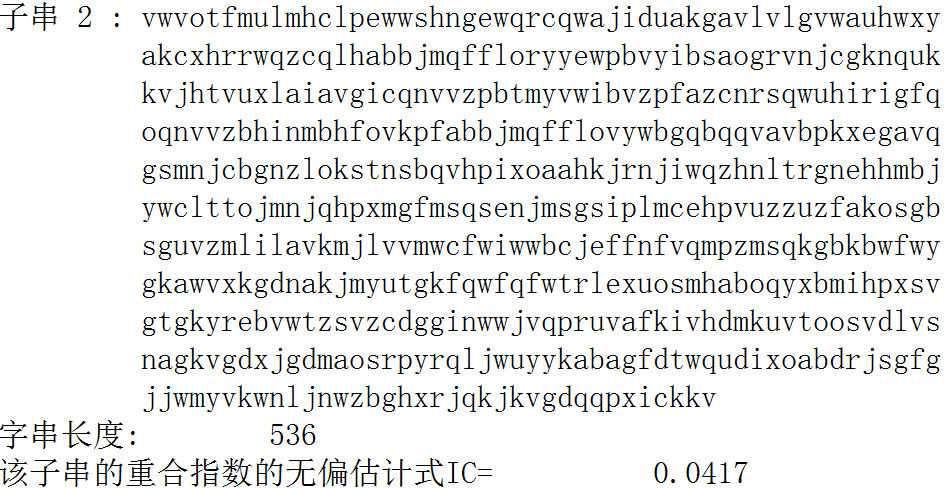 子串 2 : vwvotfmulmhclpewwshngewqrcqwajiduakgavlvlgvwauhwxy
akcxhrrwqzcqlhabbjmqffloryyewpbvyibsaogrvnjcgknquk
kvjhtvuxlaiavgicqnvvzpbtmyvwibvzpfazcnrsqwuhirigfq
oqnvvzbhinmbhfovkpfabbjmqfflovywbgqbqqvavbpkxegavq
gsmnjcbgnzlokstnsbqvhpixoaahkjrnjiwqzhnltrgnehhmbj
ywclttojmnjqhpxmgfmsqsenjmsgsiplmcehpvuzzuzfakosgb
sguvzmlilavkmjlvvmwcfwiwwbcjeffnfvqmpzmsqkgbkbwfwy
gkawvxkgdnakjmyutgkfqwfqfwtrlexuosmhaboqyxbmihpxsv
gtgkyrebvwtzsvzcdgginwwjvqpruvafkivhdmkuvtoosvdlvs
nagkvgdxjgdmaosrpyrqljwuyykabagfdtwqudixoabdrjsgfg
jjwmyvkwnljnwzbghxrjqkjkvgdqqpxickkv
字串长度: 536
该子串的重合指数的无偏估计式IC= 0.0417